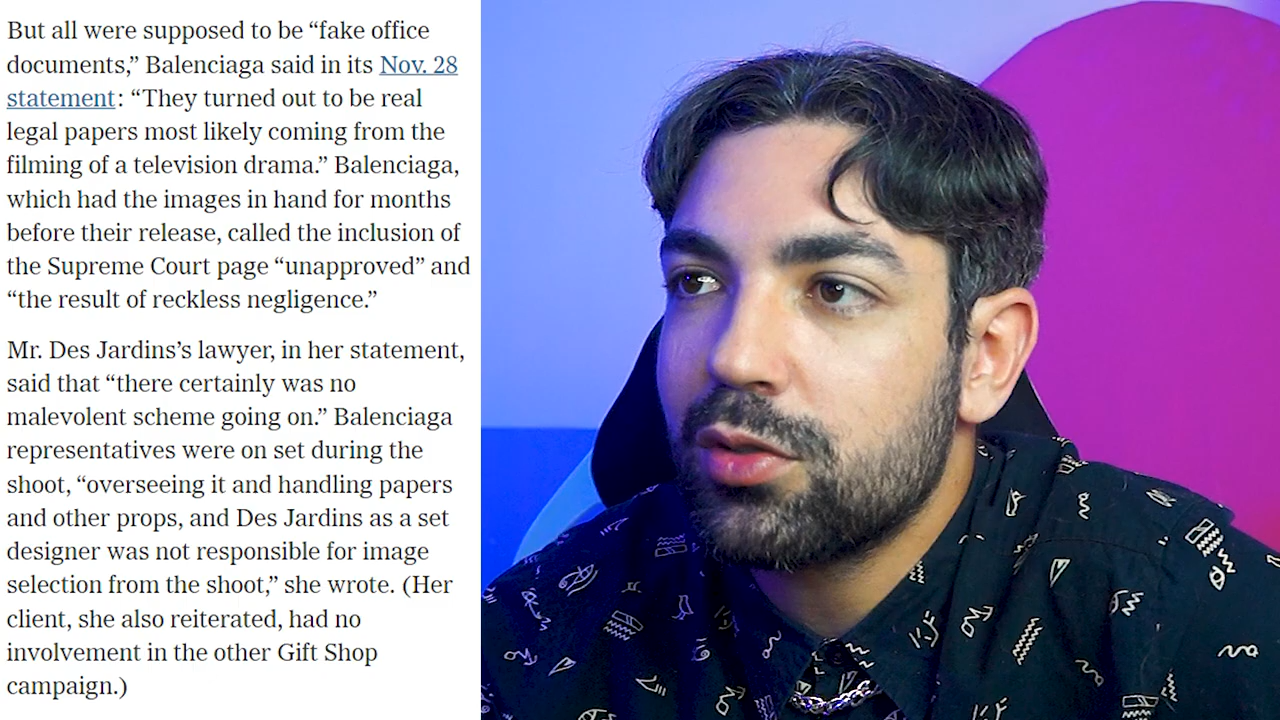 But all were supposed to be “fake office
documents,” Balenciaga said in its Nov. 28
statement: “They turned out to be real
legal papers most likely coming from the
filming of a television drama.” Balenciaga,
which had the images in hand for months
before their release, called the inclusion of
the Supreme Court page “unapproved” and
“the result of reckless negligence.”
Mr. Des Jardins’s lawyer, in her statement,
said that “there certainly was no
malevolent scheme going on.” Balenciaga
representatives were on set during the
shoot, “overseeing it and handling papers
and other props, and Des Jardins as a set
designer was not responsible for image
selection from the shoot,” she wrote. (Her
client, she also reiterated, had no
involvement in the other Gift Shop
campaign.)